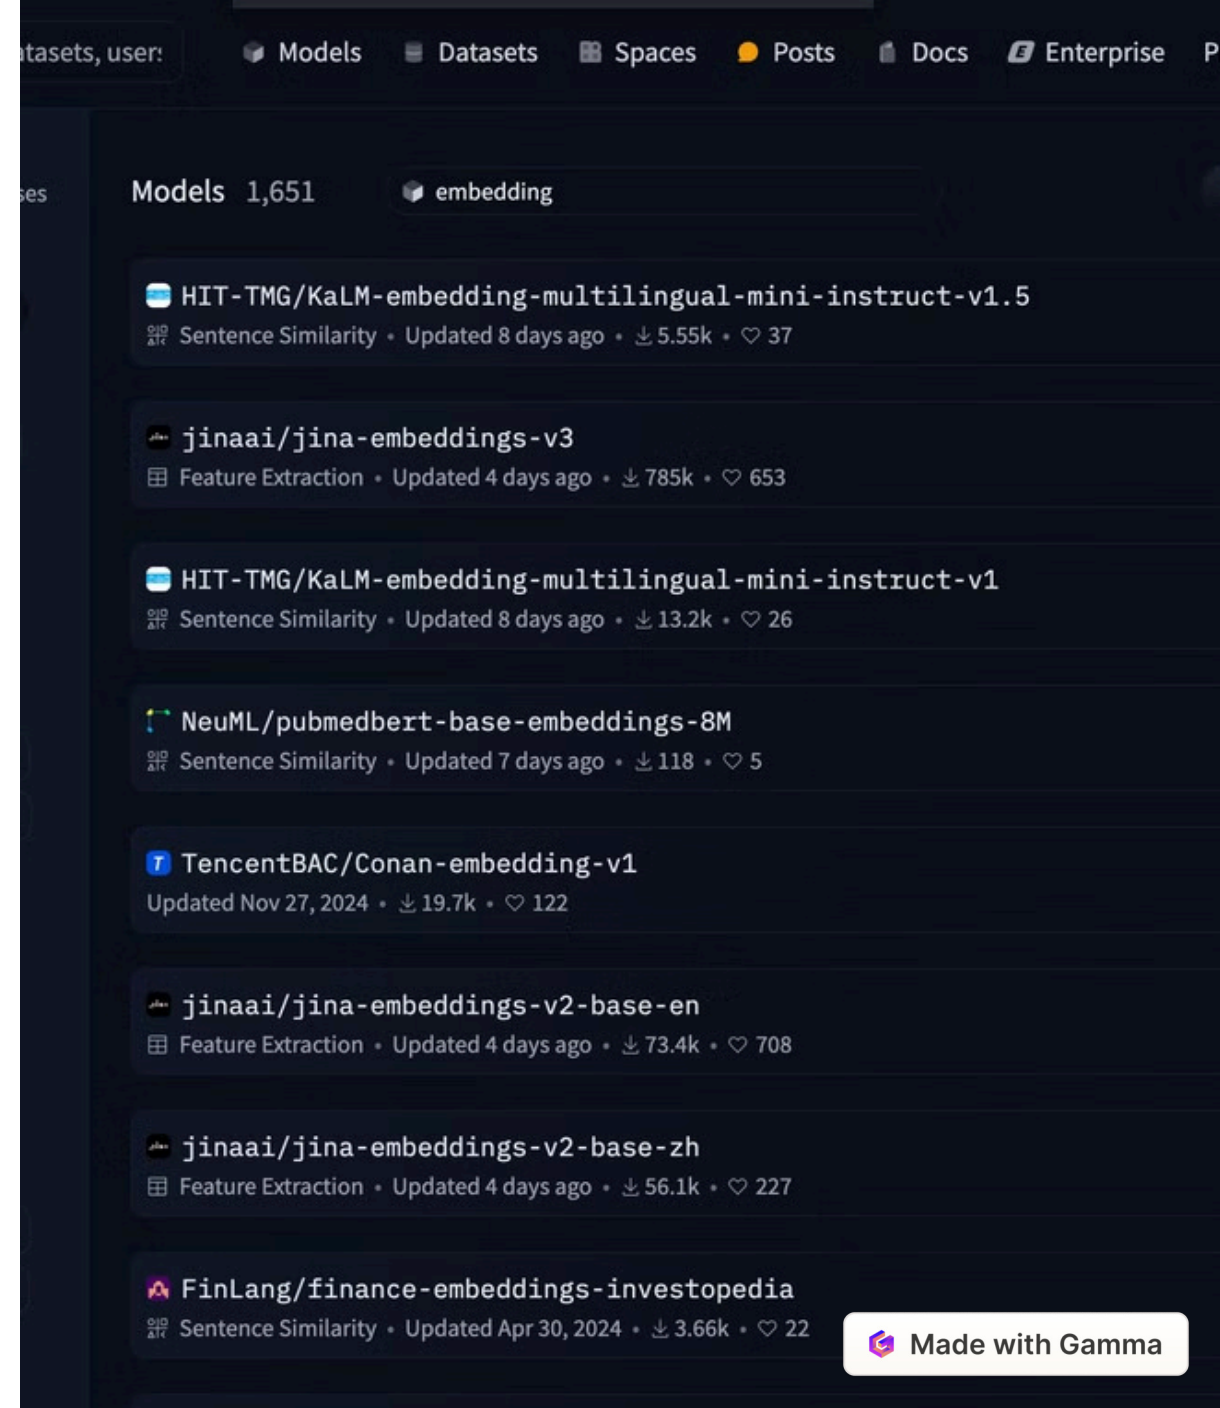 Models Datasets Spaces Posts Docs Enterprise P
Models 1,651 embedding
HIT-TMG/KaLM-embedding-multilingual-mini-instruct-v1.5
Sentence Similarity • Updated 8 days ago • 5.55k • 37
jinaai/jina-embeddings-v3
Feature Extraction • Updated 4 days ago • 785k • 653
HIT-TMG/KaLM-embedding-multilingual-mini-instruct-v1
Sentence Similarity • Updated 8 days ago • 13.2k • 26
NeuML/pubmedbert-base-embeddings-8M
Sentence Similarity • Updated 7 days ago • 118 • 5
TencentBAC/Conan-embedding-v1
Updated Nov 27, 2024 • 19.7k • 122
jinaai/jina-embeddings-v2-base-en
Feature Extraction • Updated 4 days ago • 73.4k • 708
jinaai/jina-embeddings-v2-base-zh
Feature Extraction • Updated 4 days ago • 56.1k • 227
FinLang/finance-embeddings-investopedia
Sentence Similarity • Updated Apr 30, 2024 • 3.66k • 22
Made with Gamma